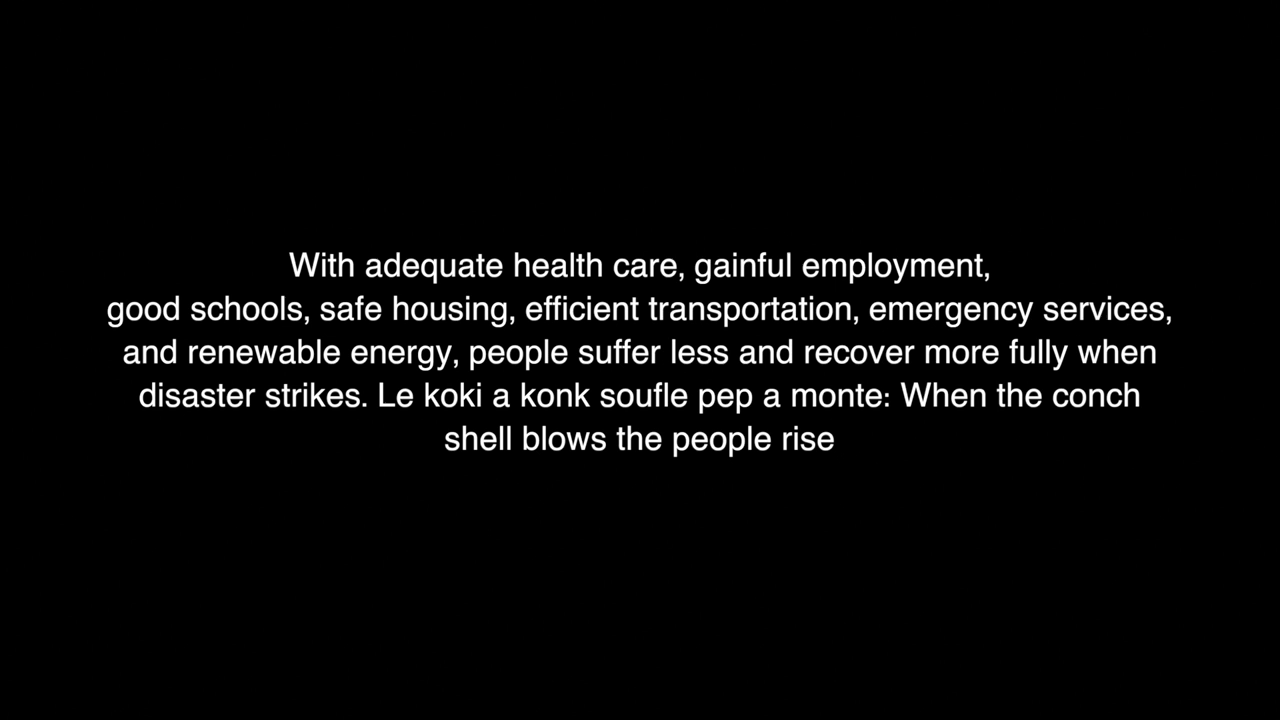 With adequate health care, gainful employment,
good schools, safe housing, efficient transportation, emergency services,
and renewable energy, people suffer less and recover more fully when
disaster strikes. Le koki a konk soufle pep a monte: When the conch
shell blows the people rise